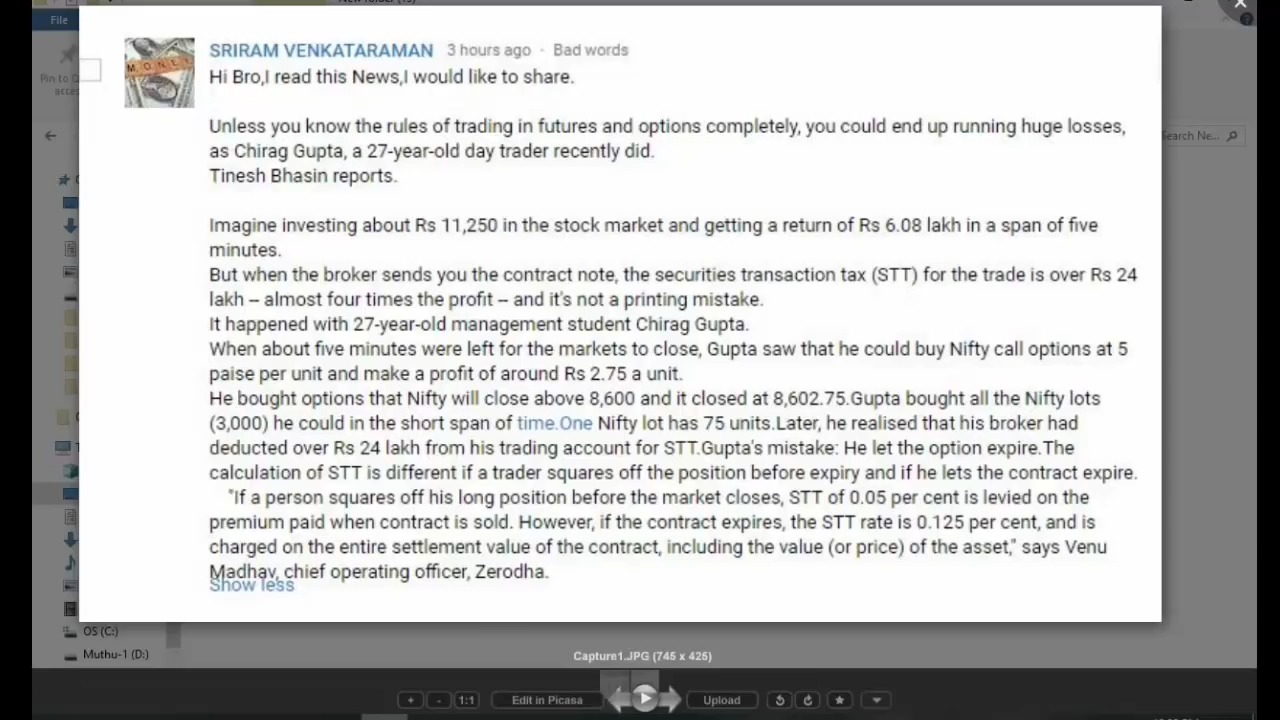 New folder (19)
File
Pin to
acces
SRIRAM VENKATARAMAN 3 hours ago · Bad words
MONEY
Hi Bro,I read this News,I would like to share.
Unless you know the rules of trading in futures and options completely, you could end up running huge losses,
as Chirag Gupta, a 27-year-old day trader recently did.
Tinesh Bhasin reports.
Search Ne...
Imagine investing about Rs 11,250 in the stock market and getting a return of Rs 6.08 lakh in a span of five
minutes.
But when the broker sends you the contract note, the securities transaction tax (STT) for the trade is over Rs 24
lakh – almost four times the profit – and it's not a printing mistake.
It happened with 27-year-old management student Chirag Gupta.
When about five minutes were left for the markets to close, Gupta saw that he could buy Nifty call options at 5
paise per unit and make a profit of around Rs 2.75 a unit.
He bought options that Nifty will close above 8,600 and it closed at 8,602.75.Gupta bought all the Nifty lots
(3,000) he could in the short span of time.One Nifty lot has 75 units.Later, he realised that his broker had
deducted over Rs 24 lakh from his trading account for STT.Gupta's mistake: He let the option expire.The
calculation of STT is different if a trader squares off the position before expiry and if he lets the contract expire.
"If a person squares off his long position before the market closes, STT of 0.05 per cent is levied on the
premium paid when contract is sold. However, if the contract expires, the STT rate is 0.125 per cent, and is
charged on the entire settlement value of the contract, including the value (or price) of the asset," says Venu
Madhav, chief operating officer, Zerodha.
Show less
OS (C:)
Muthu-1 (D:)
Capture1.JPG (745 x 425)
+ - 1:1 Edit in Picasa Upload